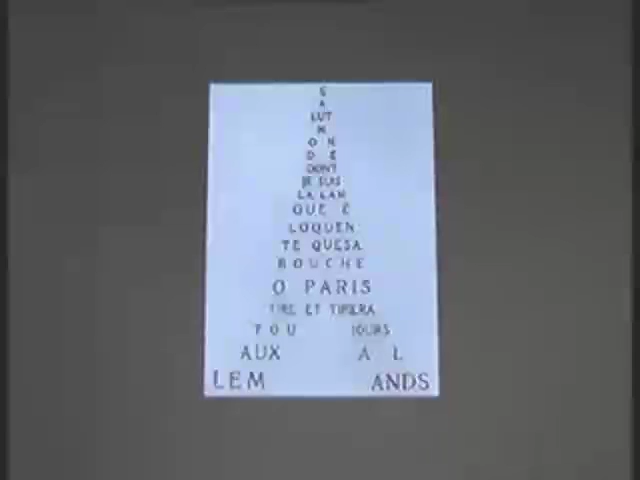 S
A
LUT
M
O N
D E
DONT
JE SUIS
LA LAN
GUE É
LOQUEN
TE QUESA
BOUCHE
O PARIS
TIRE ET TIRERA
TOU JOURS
AUX A L
LEM ANDS